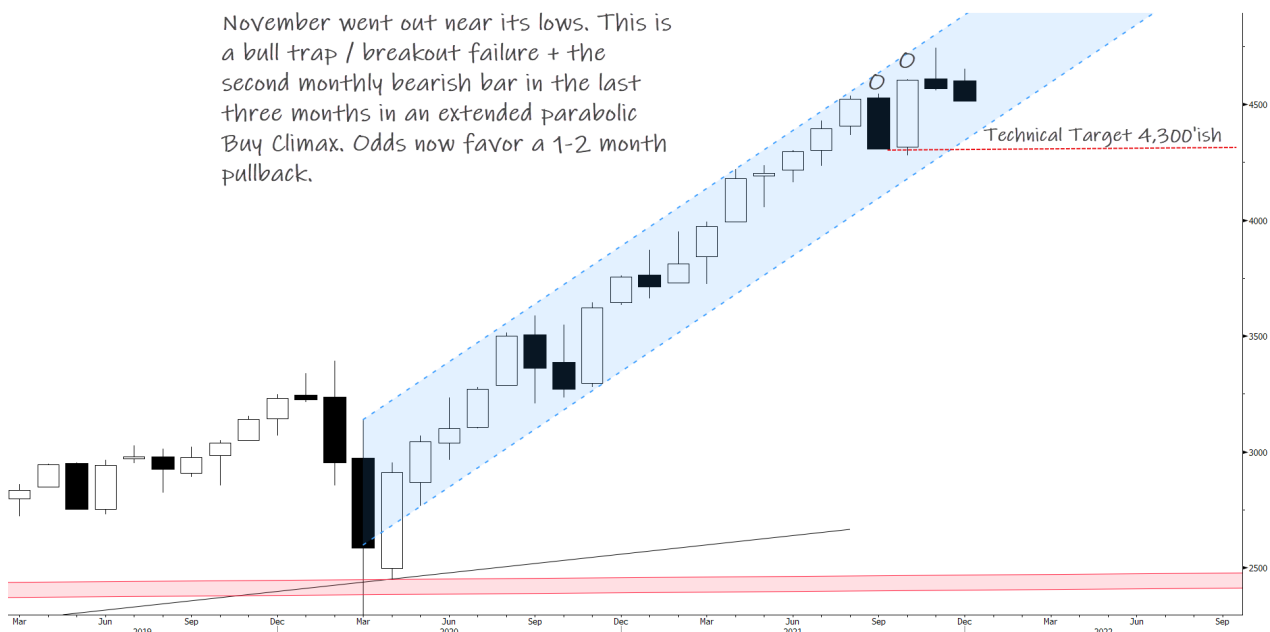 November went out near its lows. This is
a bull trap / breakout failure + the
second monthly bearish bar in the last
three months in an extended parabolic
Buy Climax. Odds now favor a 1-2 month
pullback.
O
O
4500
Technical Target 4,300'ish
4000
3500
3000
2500
Mar Jun Sep Dec Mar Jun Sep Dec Mar Jun Sep Dec Mar Jun Sep
2019 2020 2021 2022